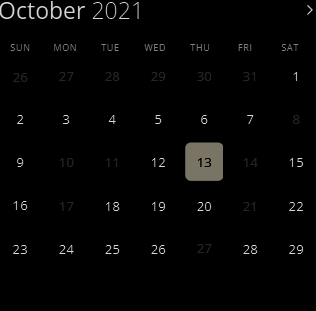 October 2021
SUN MON TUE WED THU FRI SAT
26 27 28 29 30 31 1
2 3 4 5 6 7 8
9 10 11 12 13 14 15
16 17 18 19 20 21 22
23 24 25 26 27 28 29